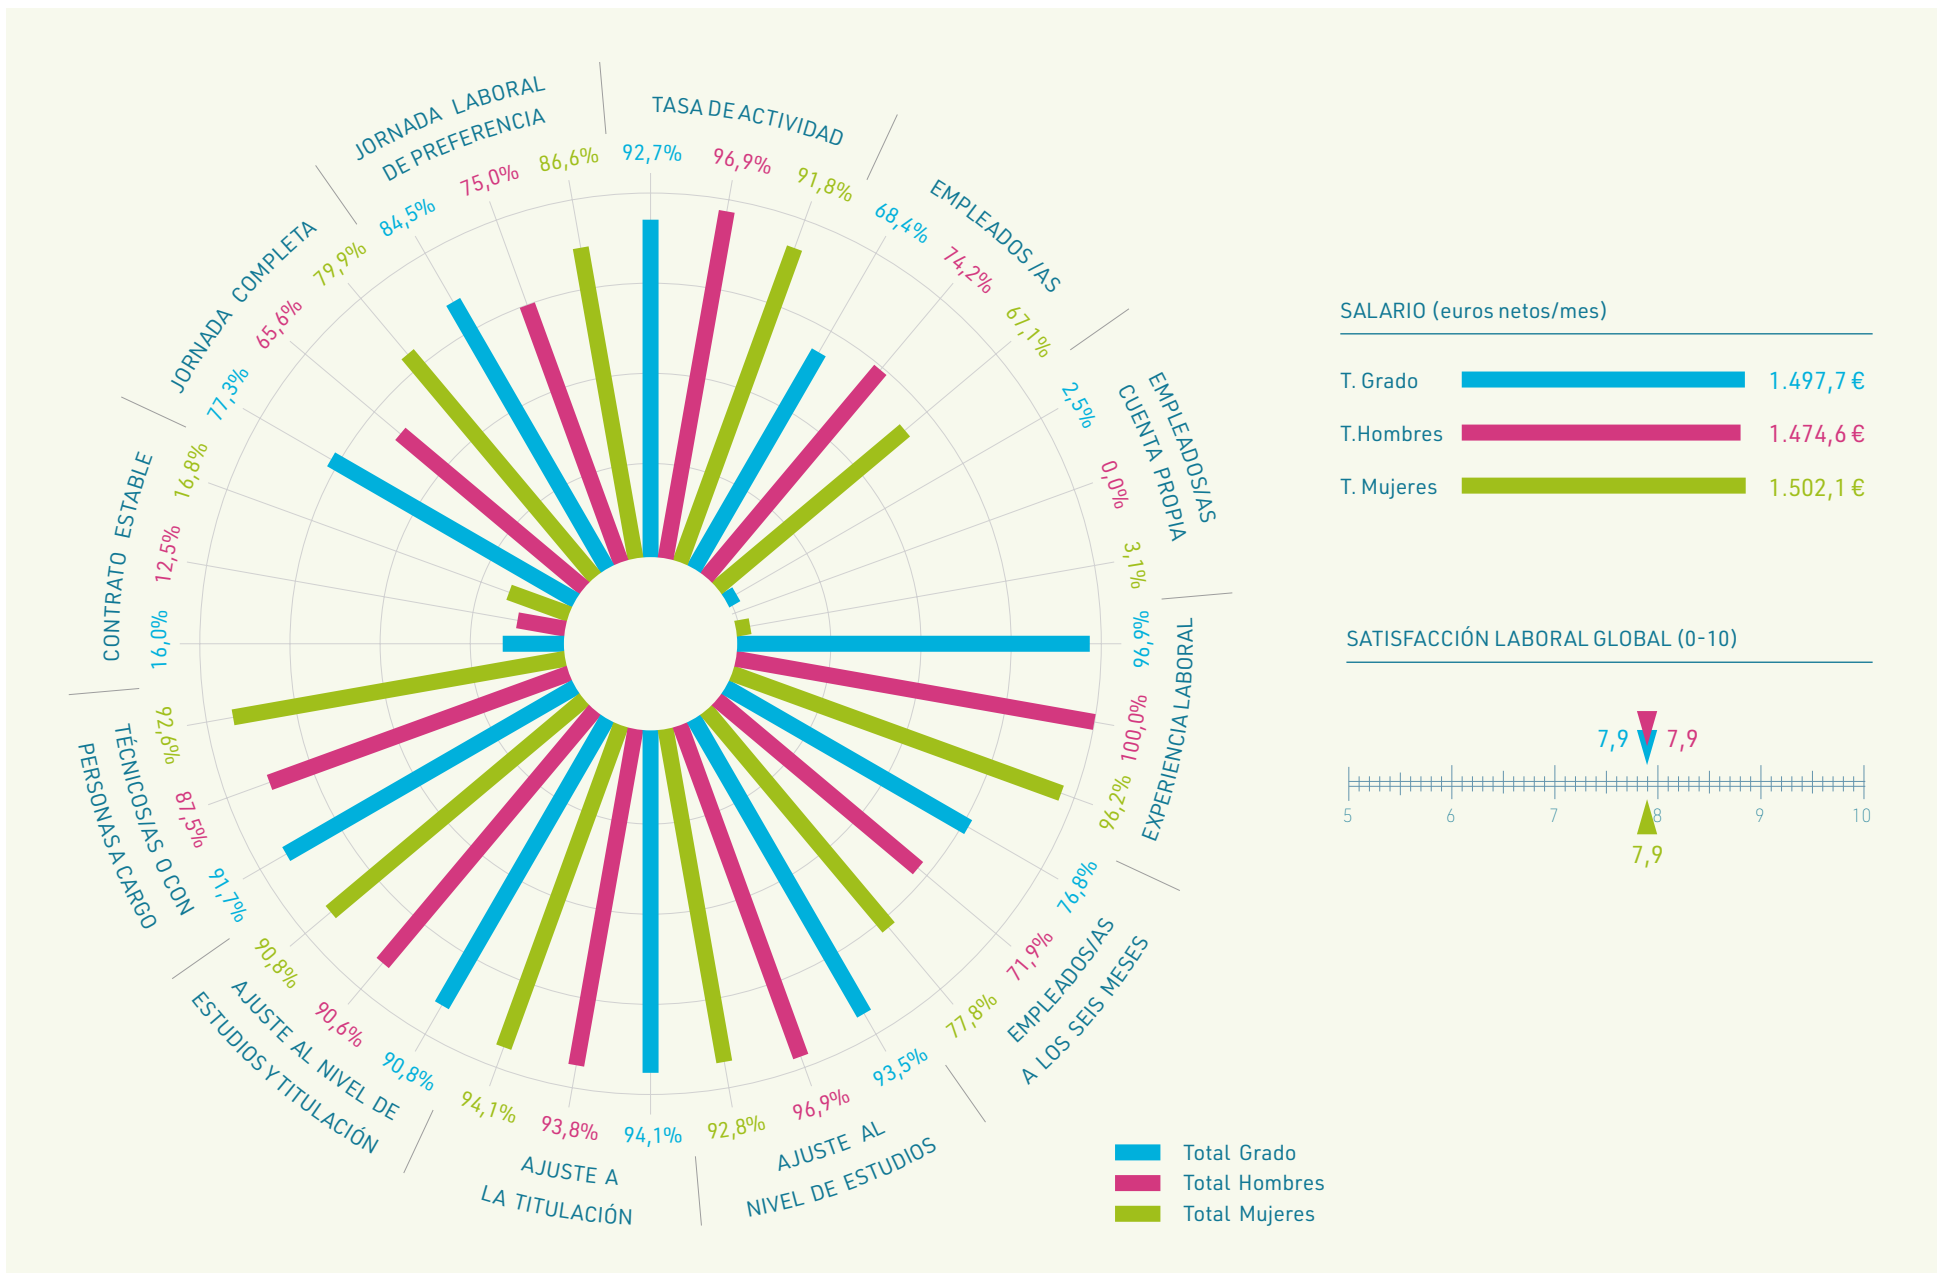 TASA DE ACTIVIDAD
92,7%
96,9%
91,8%
EMPLEADOS /AS
68,4%
74,2%
67,1%
EMPLEADOS/AS
CUENTA PROPIA
2,5%
0,0%
3,1%
EXPERIENCIA LABORAL
96,9%
100,0%
96,2%
EMPLEADOS/AS
A LOS SEIS MESES
76,8%
71,9%
77,8%
AJUSTE AL
NIVEL DE ESTUDIOS
93,5%
96,9%
92,8%
AJUSTE A
LA TITULACIÓN
94,1%
93,8%
94,1%
AJUSTE AL NIVEL DE
ESTUDIOS Y TITULACIÓN
90,8%
90,6%
90,8%
TÉCNICOS/AS O CON
PERSONAS A CARGO
91,7%
87,5%
92,6%
CONTRATO ESTABLE
16,0%
12,5%
16,8%
JORNADA COMPLETA
77,3%
65,6%
79,9%
JORNADA LABORAL
DE PREFERENCIA
84,5%
75,0%
86,6%
SALARIO (euros netos/mes)
T. Grado 1.497,7 €
T.Hombres 1.474,6 €
T. Mujeres 1.502,1 €
SATISFACCIÓN LABORAL GLOBAL (0-10)
7,9 7,9
5 6 7 8 9 10
7,9
Total Grado
Total Hombres
Total Mujeres